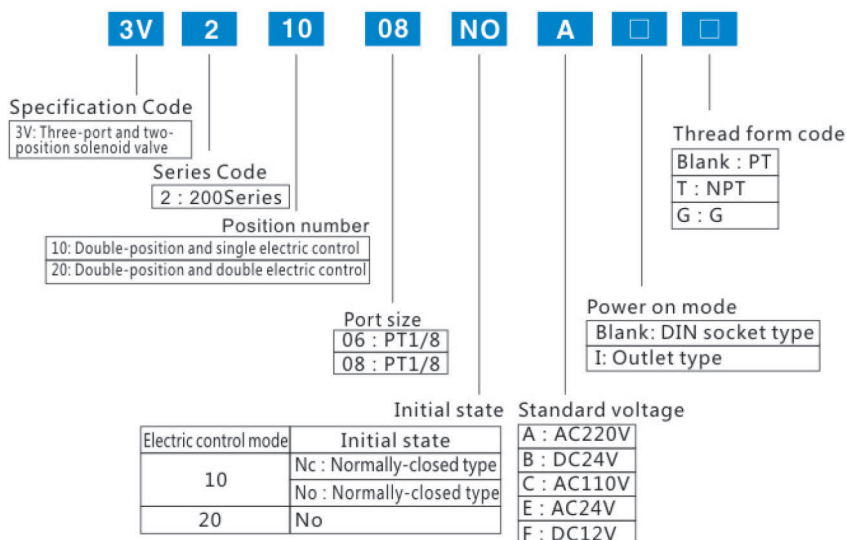 3V 2 10 08 NO A □ □
Specification Code
3V: Three-port and two-
position solenoid valve
Series Code
2 : 200Series
Position number
10: Double-position and single electric control
20: Double-position and double electric control
Port size
06 : PT1/8
08 : PT1/8
Initial state
Electric control mode Initial state
10
Nc : Normally-closed type
No : Normally-closed type
20 No
Standard voltage
A : AC220V
B : DC24V
C : AC110V
E : AC24V
F : DC12V
Power on mode
Blank: DIN socket type
I: Outlet type
Thread form code
Blank : PT
T : NPT
G : G